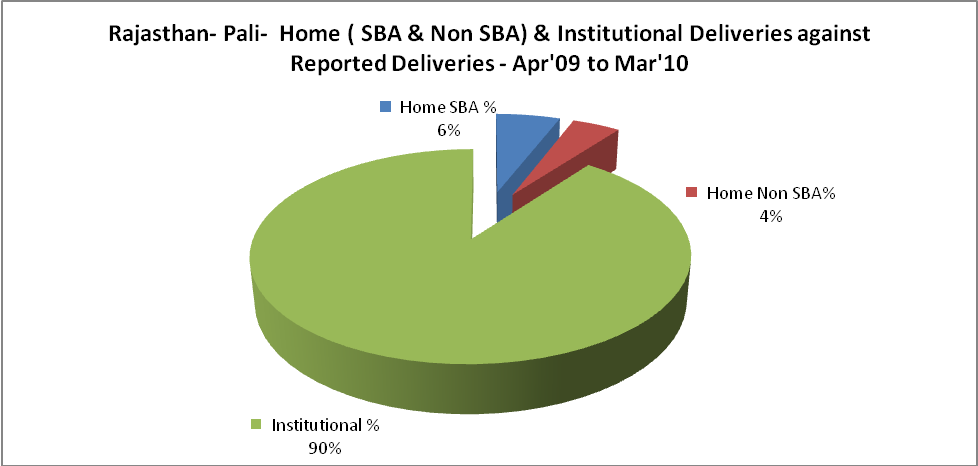 Rajasthan- Pali- Home ( SBA & Non SBA) & Institutional Deliveries against
Reported Deliveries - Apr'09 to Mar'10
Home SBA %
6%
Home Non SBA%
4%
Institutional %
90%